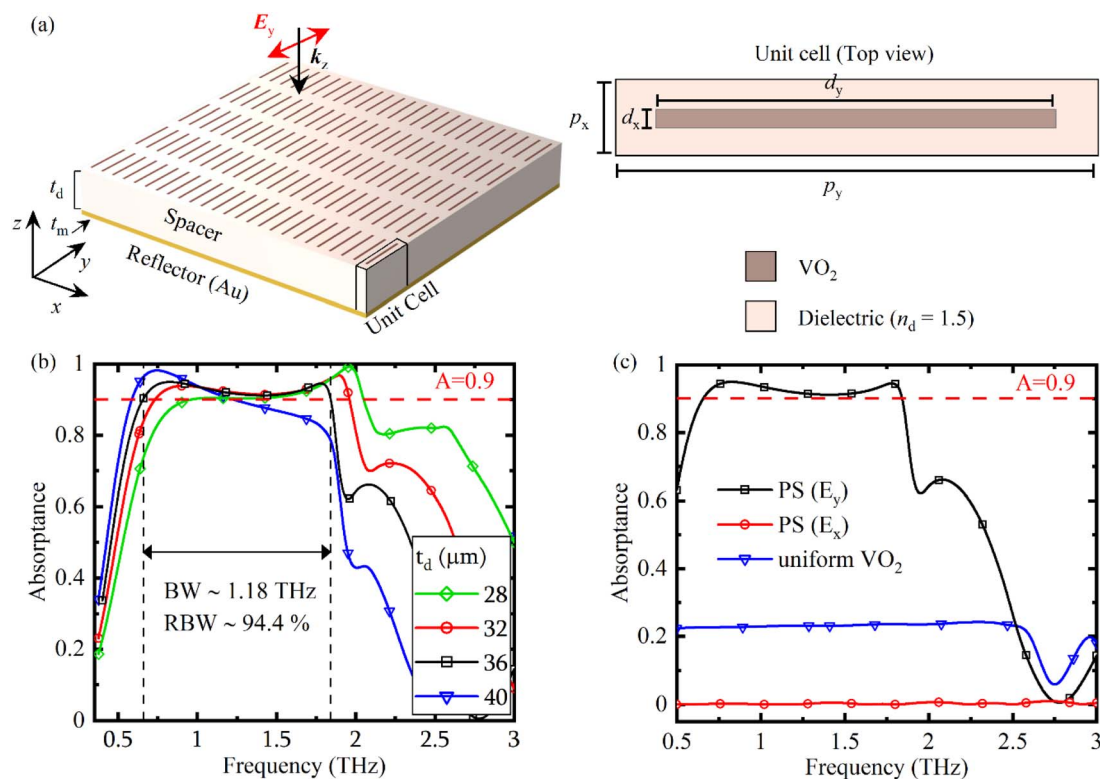 (a)
E_y
k_z
t_d
t_m
z
y
x
Spacer
Reflector (Au)
Unit Cell
Unit cell (Top view)
d_y
p_x
d_x
p_y
VO₂
Dielectric (n_d = 1.5)
(b)
Absorptance
1
0.8
0.6
0.4
0.2
0
A=0.9
BW ~ 1.18 THz
RBW ~ 94.4 %
t_d (μm)
28
32
36
40
0.5 1 1.5 2 2.5 3
Frequency (THz)
(c)
Absorptance
1
0.8
0.6
0.4
0.2
0
A=0.9
PS (E_y)
PS (E_x)
uniform VO₂
0.5 1 1.5 2 2.5 3
Frequency (THz)